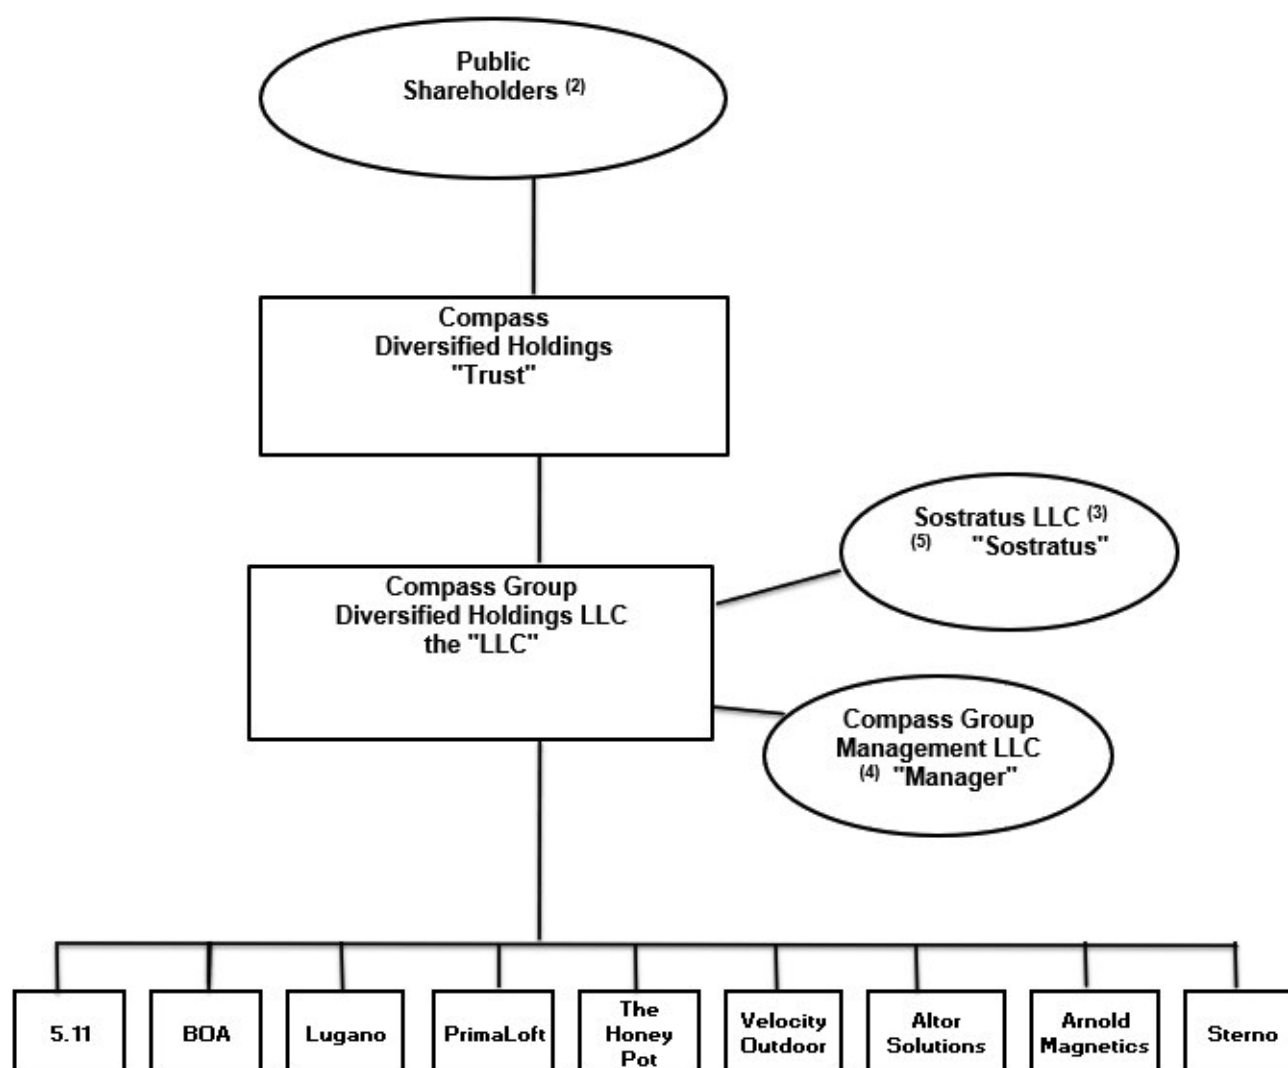 Public
Shareholders (2)
Compass
Diversified Holdings
"Trust"
Sostratus LLC (3)
(5) "Sostratus"
Compass Group
Diversified Holdings LLC
the "LLC"
Compass Group
Management LLC
(4) "Manager"
5.11
BOA
Lugano
PrimaLoft
The
Honey
Pot
Velocity
Outdoor
Altor
Solutions
Arnold
Magnetics
Sterno